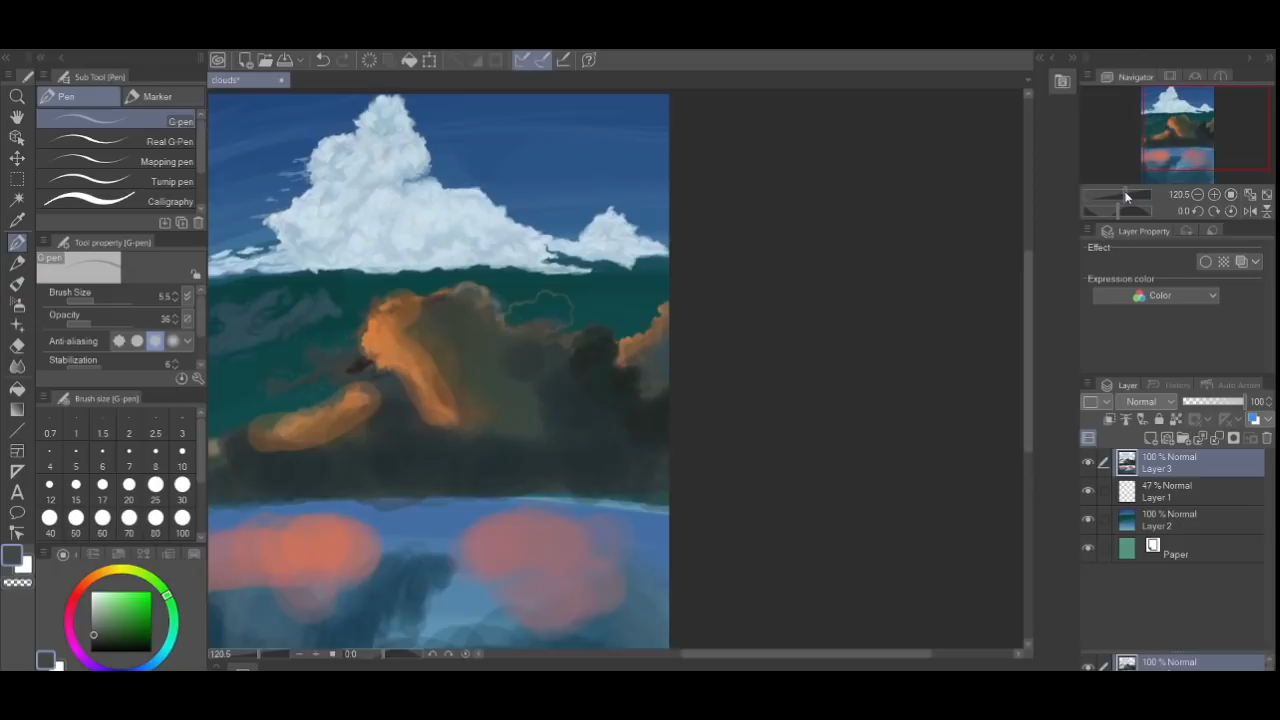 Sub Tool [Pen]
Pen
Marker
G-pen
Real G-Pen
Mapping pen
Turnip pen
Calligraphy
Tool property [G-pen]
G-pen
Brush Size 5.5
Opacity 36
Anti-aliasing
Stabilization 6
Brush size [G-pen]
0.7 1 1.5 2 2.5 3
4 5 6 7 8 10
12 15 17 20 25 30
40 50 60 70 80 100
clouds*
120.5
0.0
Navigator
120.5
0.0
Layer Property
Effect
Expression color
Color
Layer
History
Auto Action
Normal
100
100 % Normal
Layer 3
47 % Normal
Layer 1
100 % Normal
Layer 2
Paper
100 % Normal